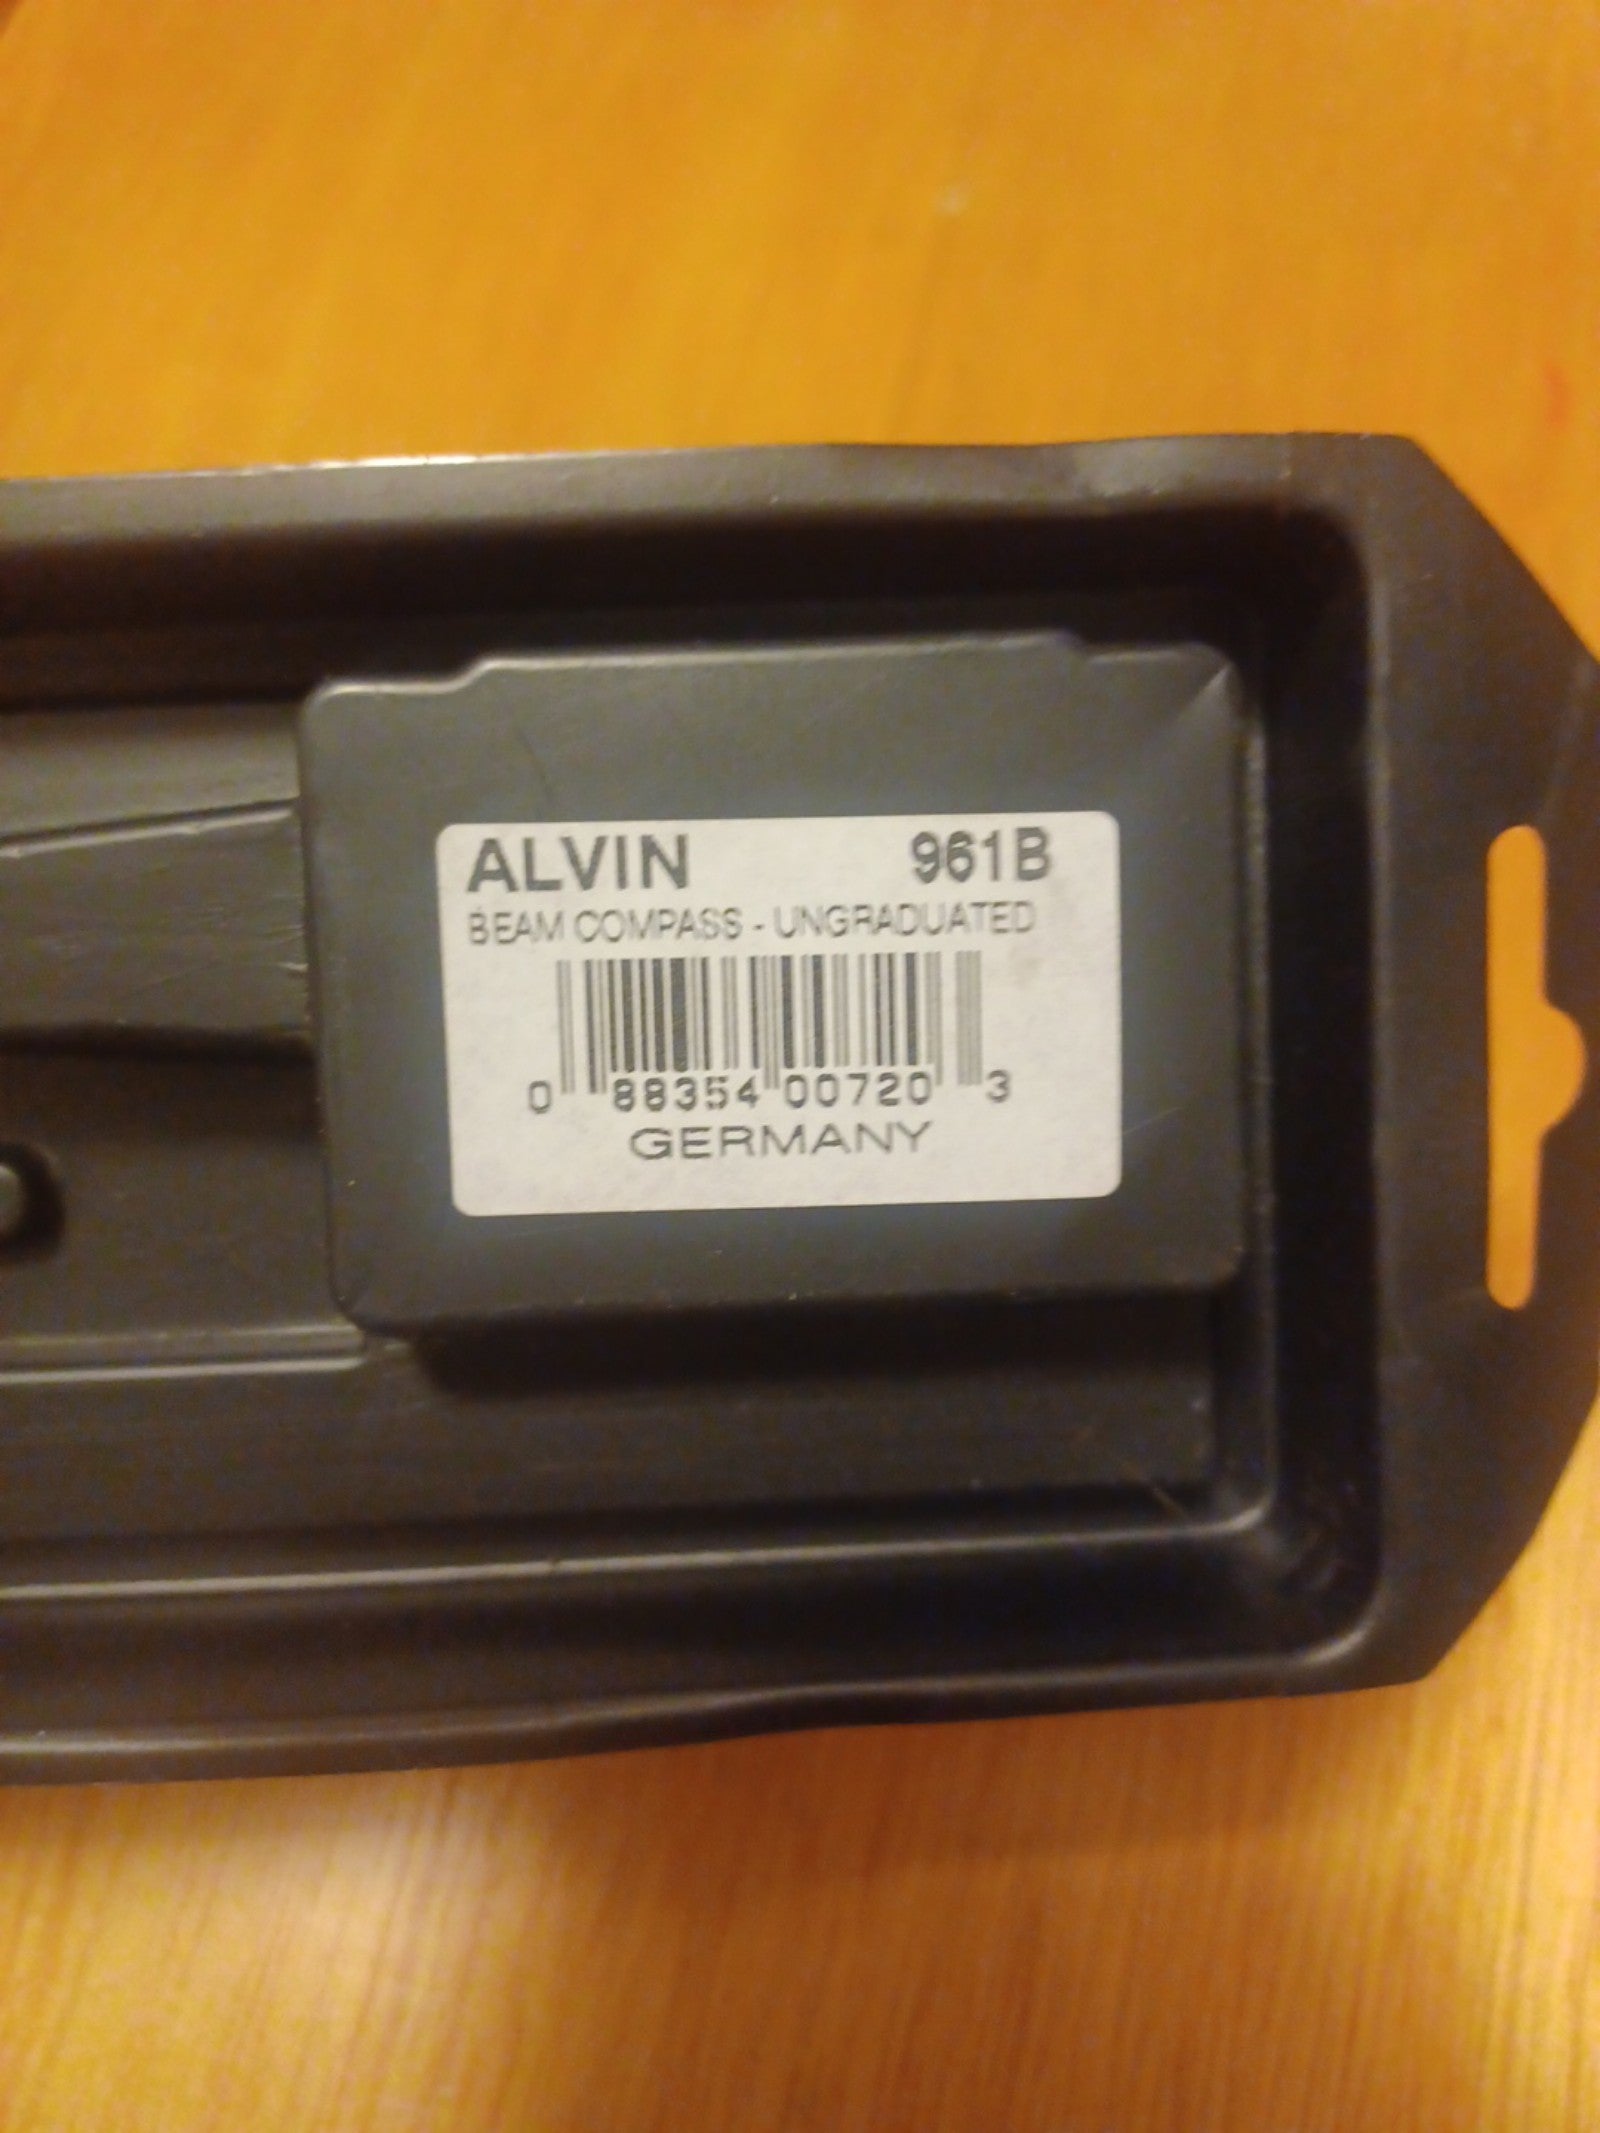 ALVIN 961B
BEAM COMPASS - UNGRADUATED
0 88354 00720 3
GERMANY